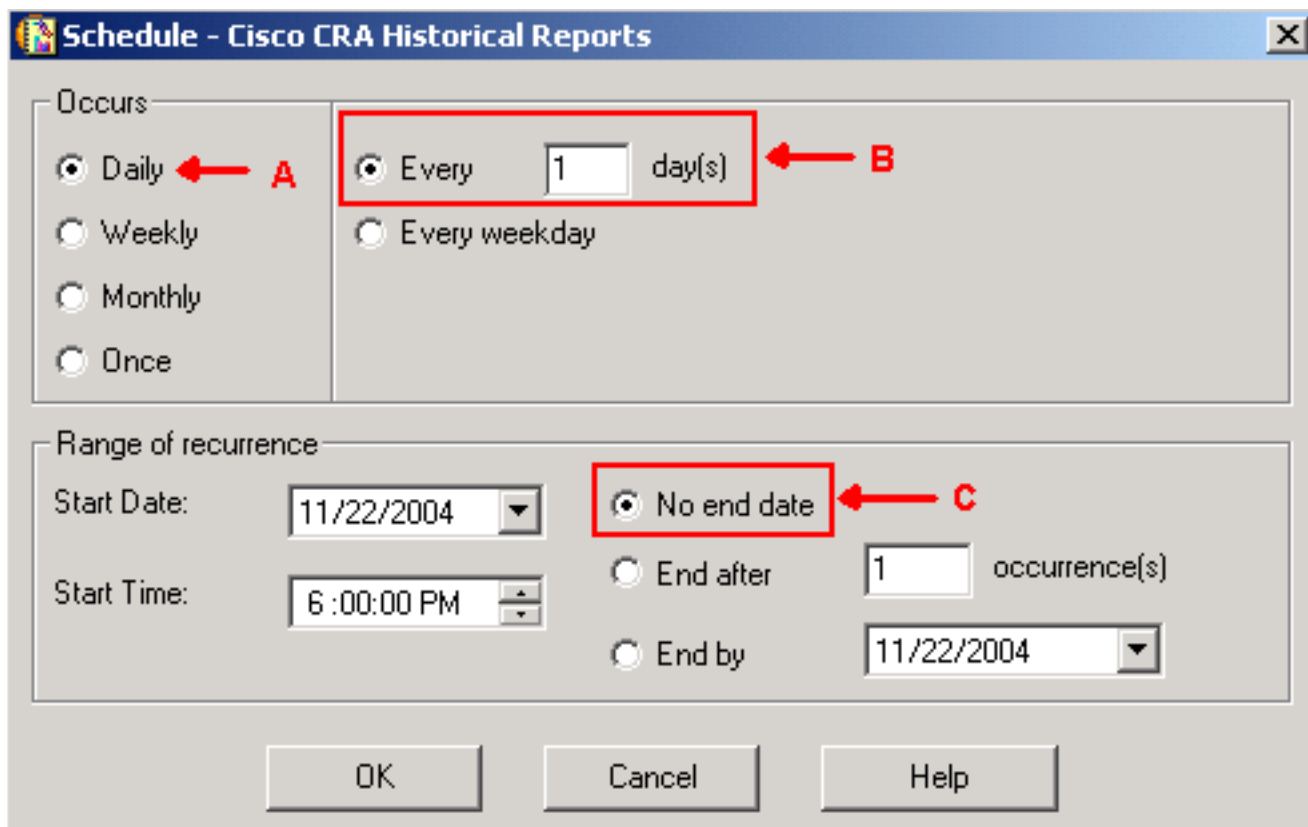 Schedule - Cisco CRA Historical Reports
Occurs
Daily A
Every 1 day(s) B
Weekly
Every weekday
Monthly
Once
Range of recurrence
Start Date: 11/22/2004
No end date C
End after 1 occurrence(s)
Start Time: 6 :00:00 PM
End by 11/22/2004
OK Cancel Help